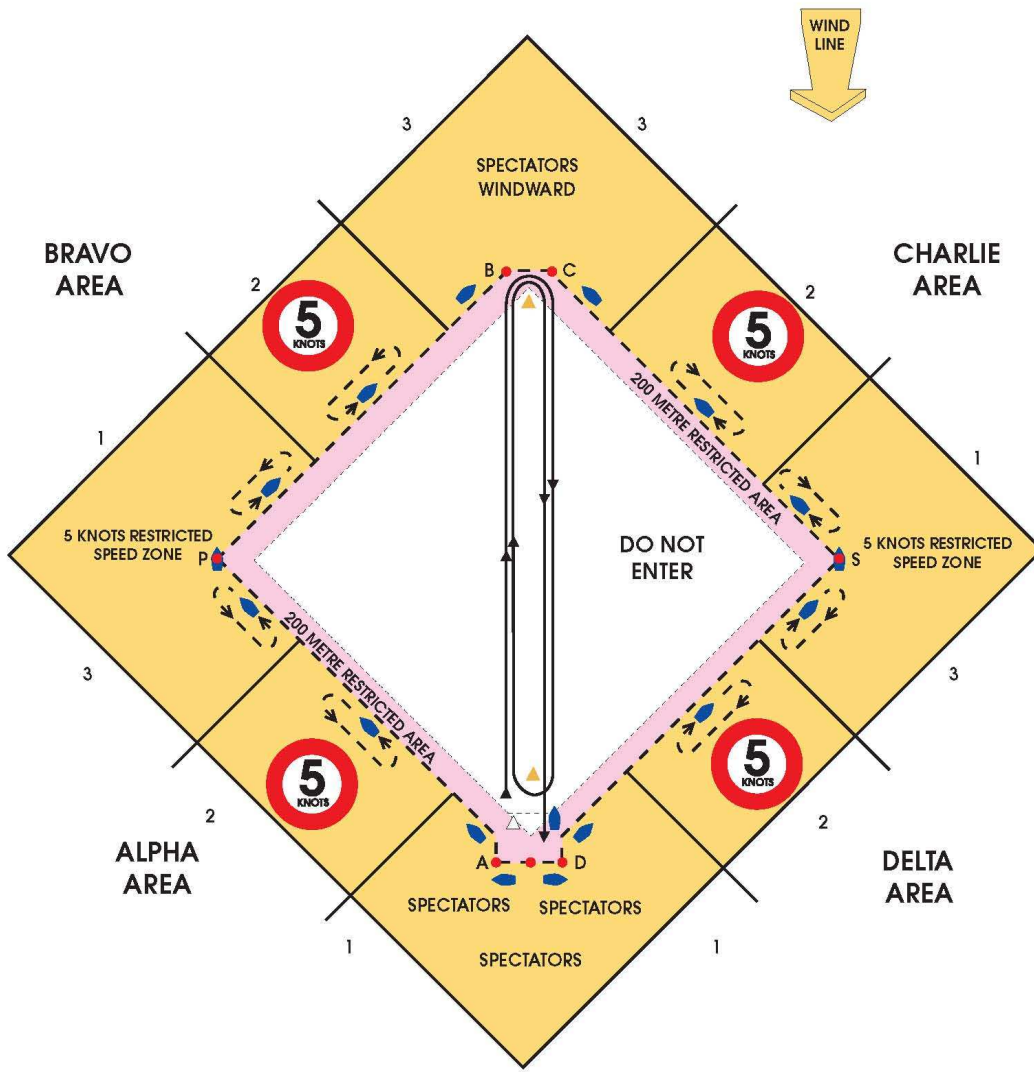 WIND
LINE
3
3
SPECTATORS
WINDWARD
BRAVO
AREA
CHARLIE
AREA
B
C
2
2
5
KNOTS
5
KNOTS
200 METRE RESTRICTED AREA
1
1
5 KNOTS RESTRICTED
SPEED ZONE
P
DO NOT
ENTER
S
5 KNOTS RESTRICTED
SPEED ZONE
200 METRE RESTRICTED AREA
3
3
5
KNOTS
5
KNOTS
2
2
ALPHA
AREA
DELTA
AREA
A
D
SPECTATORS
SPECTATORS
1
1
SPECTATORS